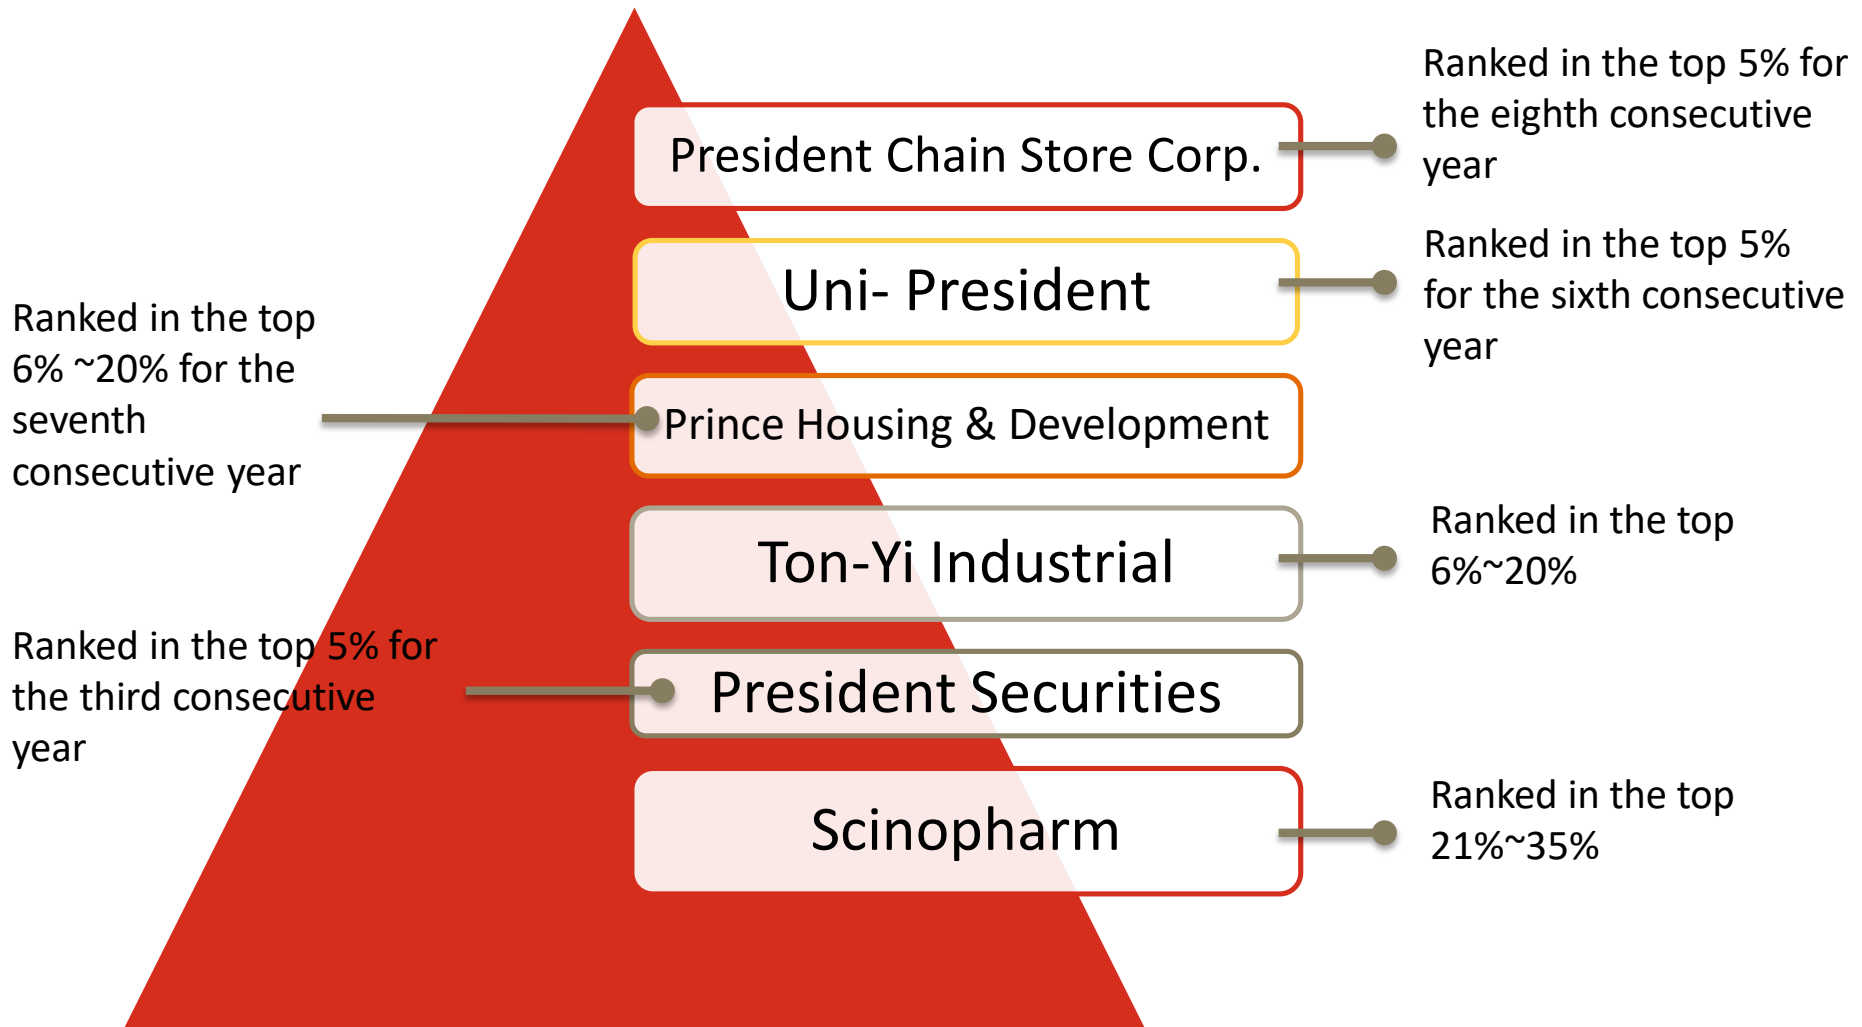 President Chain Store Corp.
Ranked in the top 5% for
the eighth consecutive
year
Uni- President
Ranked in the top 5%
for the sixth consecutive
year
Ranked in the top
6% ~20% for the
seventh
consecutive year
Prince Housing & Development
Ton-Yi Industrial
Ranked in the top
6%~20%
Ranked in the top 5% for
the third consecutive
year
President Securities
Scinopharm
Ranked in the top
21%~35%